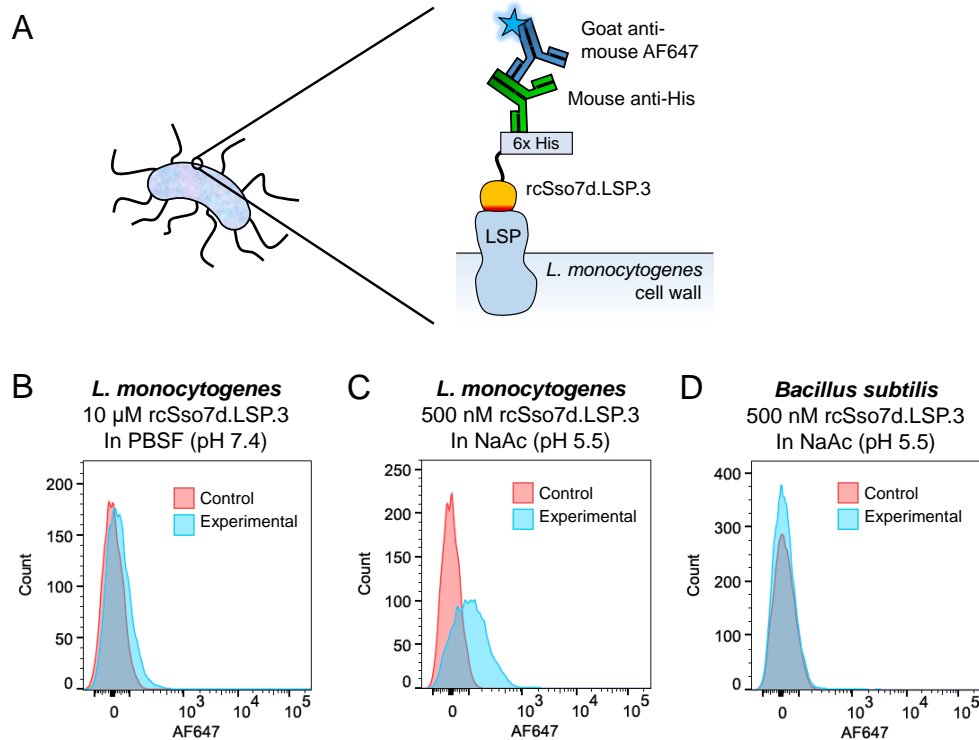 A
Goat anti-
mouse AF647
Mouse anti-His
6x His
rcSso7d.LSP.3
LSP
L. monocytogenes
cell wall
B
L. monocytogenes
10 µM rcSso7d.LSP.3
In PBSF (pH 7.4)
200
150
100
50
0
Count
Control
Experimental
0
10³
10⁴
10⁵
AF647
C
L. monocytogenes
500 nM rcSso7d.LSP.3
In NaAc (pH 5.5)
250
200
150
100
50
0
Count
Control
Experimental
0
10³
10⁴
10⁵
AF647
D
Bacillus subtilis
500 nM rcSso7d.LSP.3
In NaAc (pH 5.5)
400
300
200
100
0
Count
Control
Experimental
0
10³
10⁴
10⁵
AF647